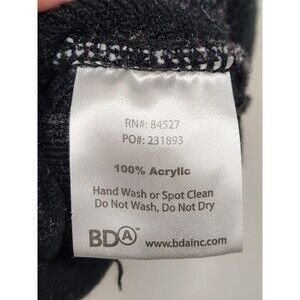 RN#: 84527
PO#: 231893
100% Acrylic
Hand Wash or Spot Clean
Do Not Wash, Do Not Dry
BDA www.bdainc.com